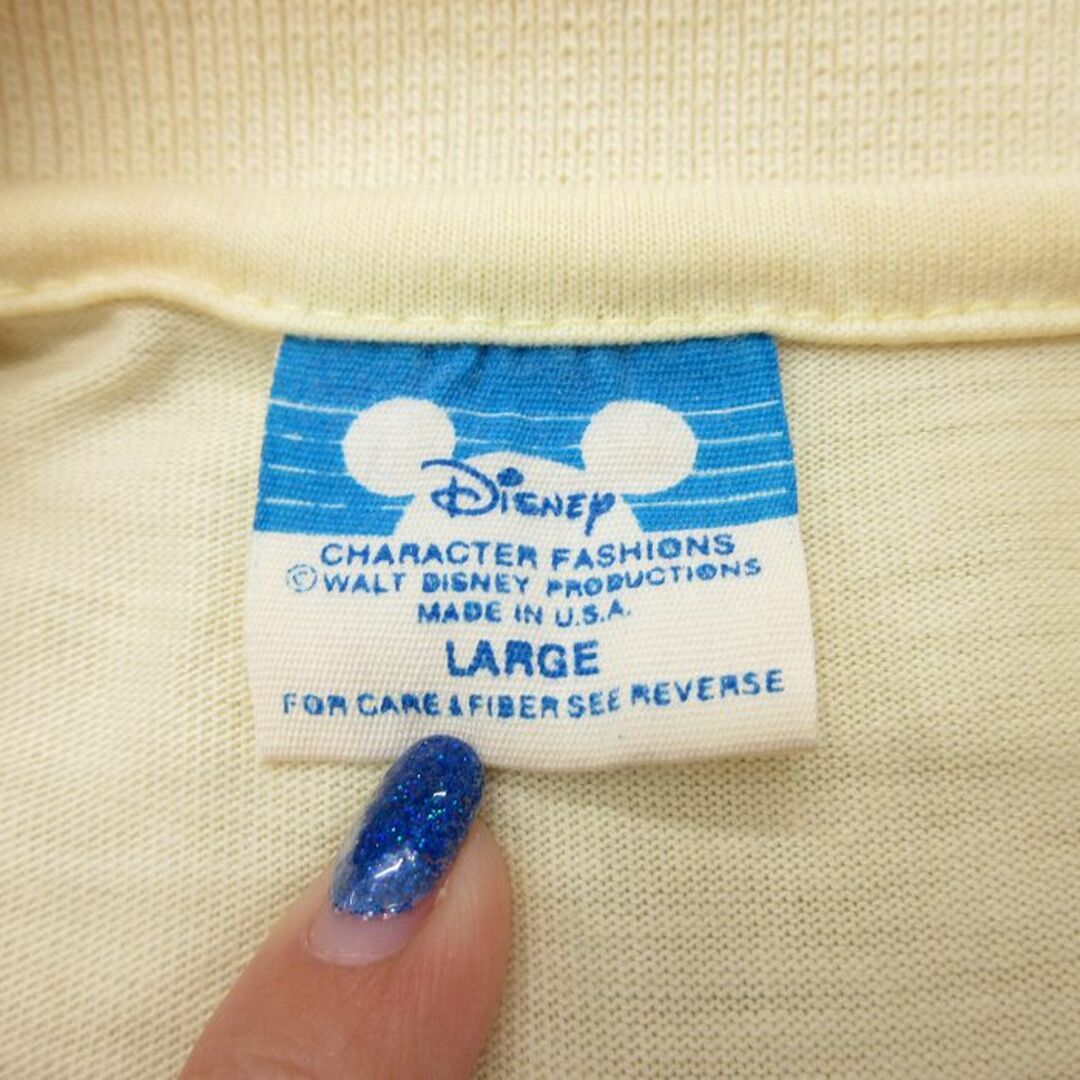 Disney
CHARACTER FASHIONS
© WALT DISNEY PRODUCTIONS
MADE IN U.S.A.
LARGE
FOR CARE & FIBER SEE REVERSE